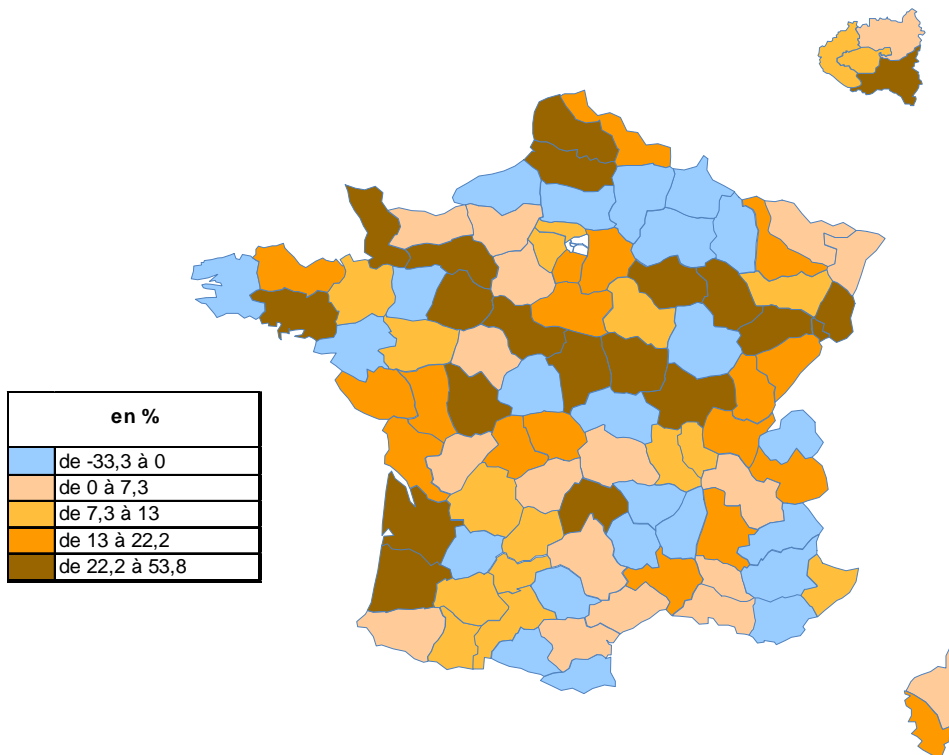 en %
de -33,3 à 0
de 0 à 7,3
de 7,3 à 13
de 13 à 22,2
de 22,2 à 53,8